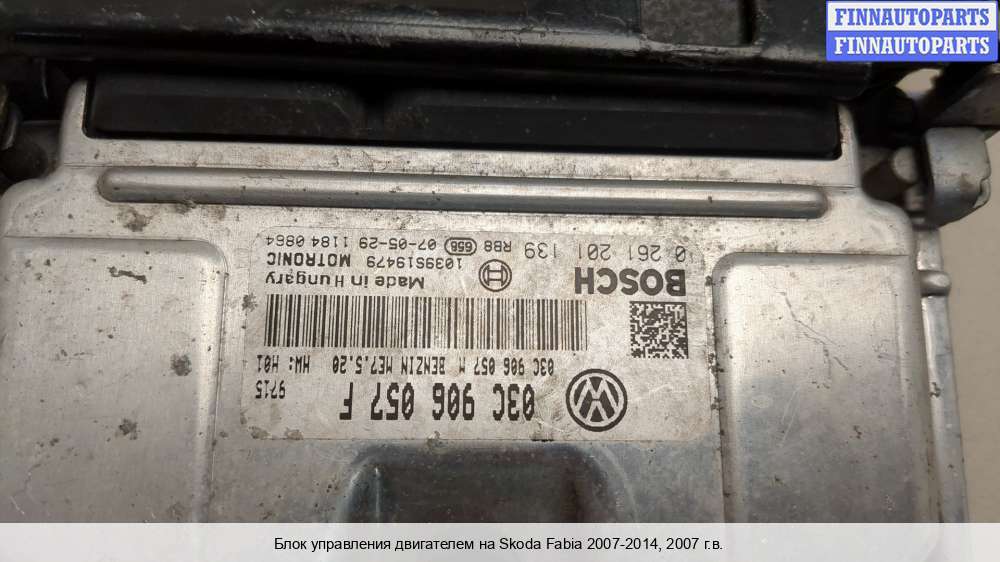 FINNAUTOPARTS
FINNAUTOPARTS
03C 906 057 F
9715
03C 906 057 M BENZIN ME7.5.20 HW: H01
BOSCH
Made in Hungary
1039S19479 MOTRONIC
0 261 201 139 RB8 658 07-05-29 1184 0864
Блок управления двигателем на Skoda Fabia 2007-2014, 2007 г.в.